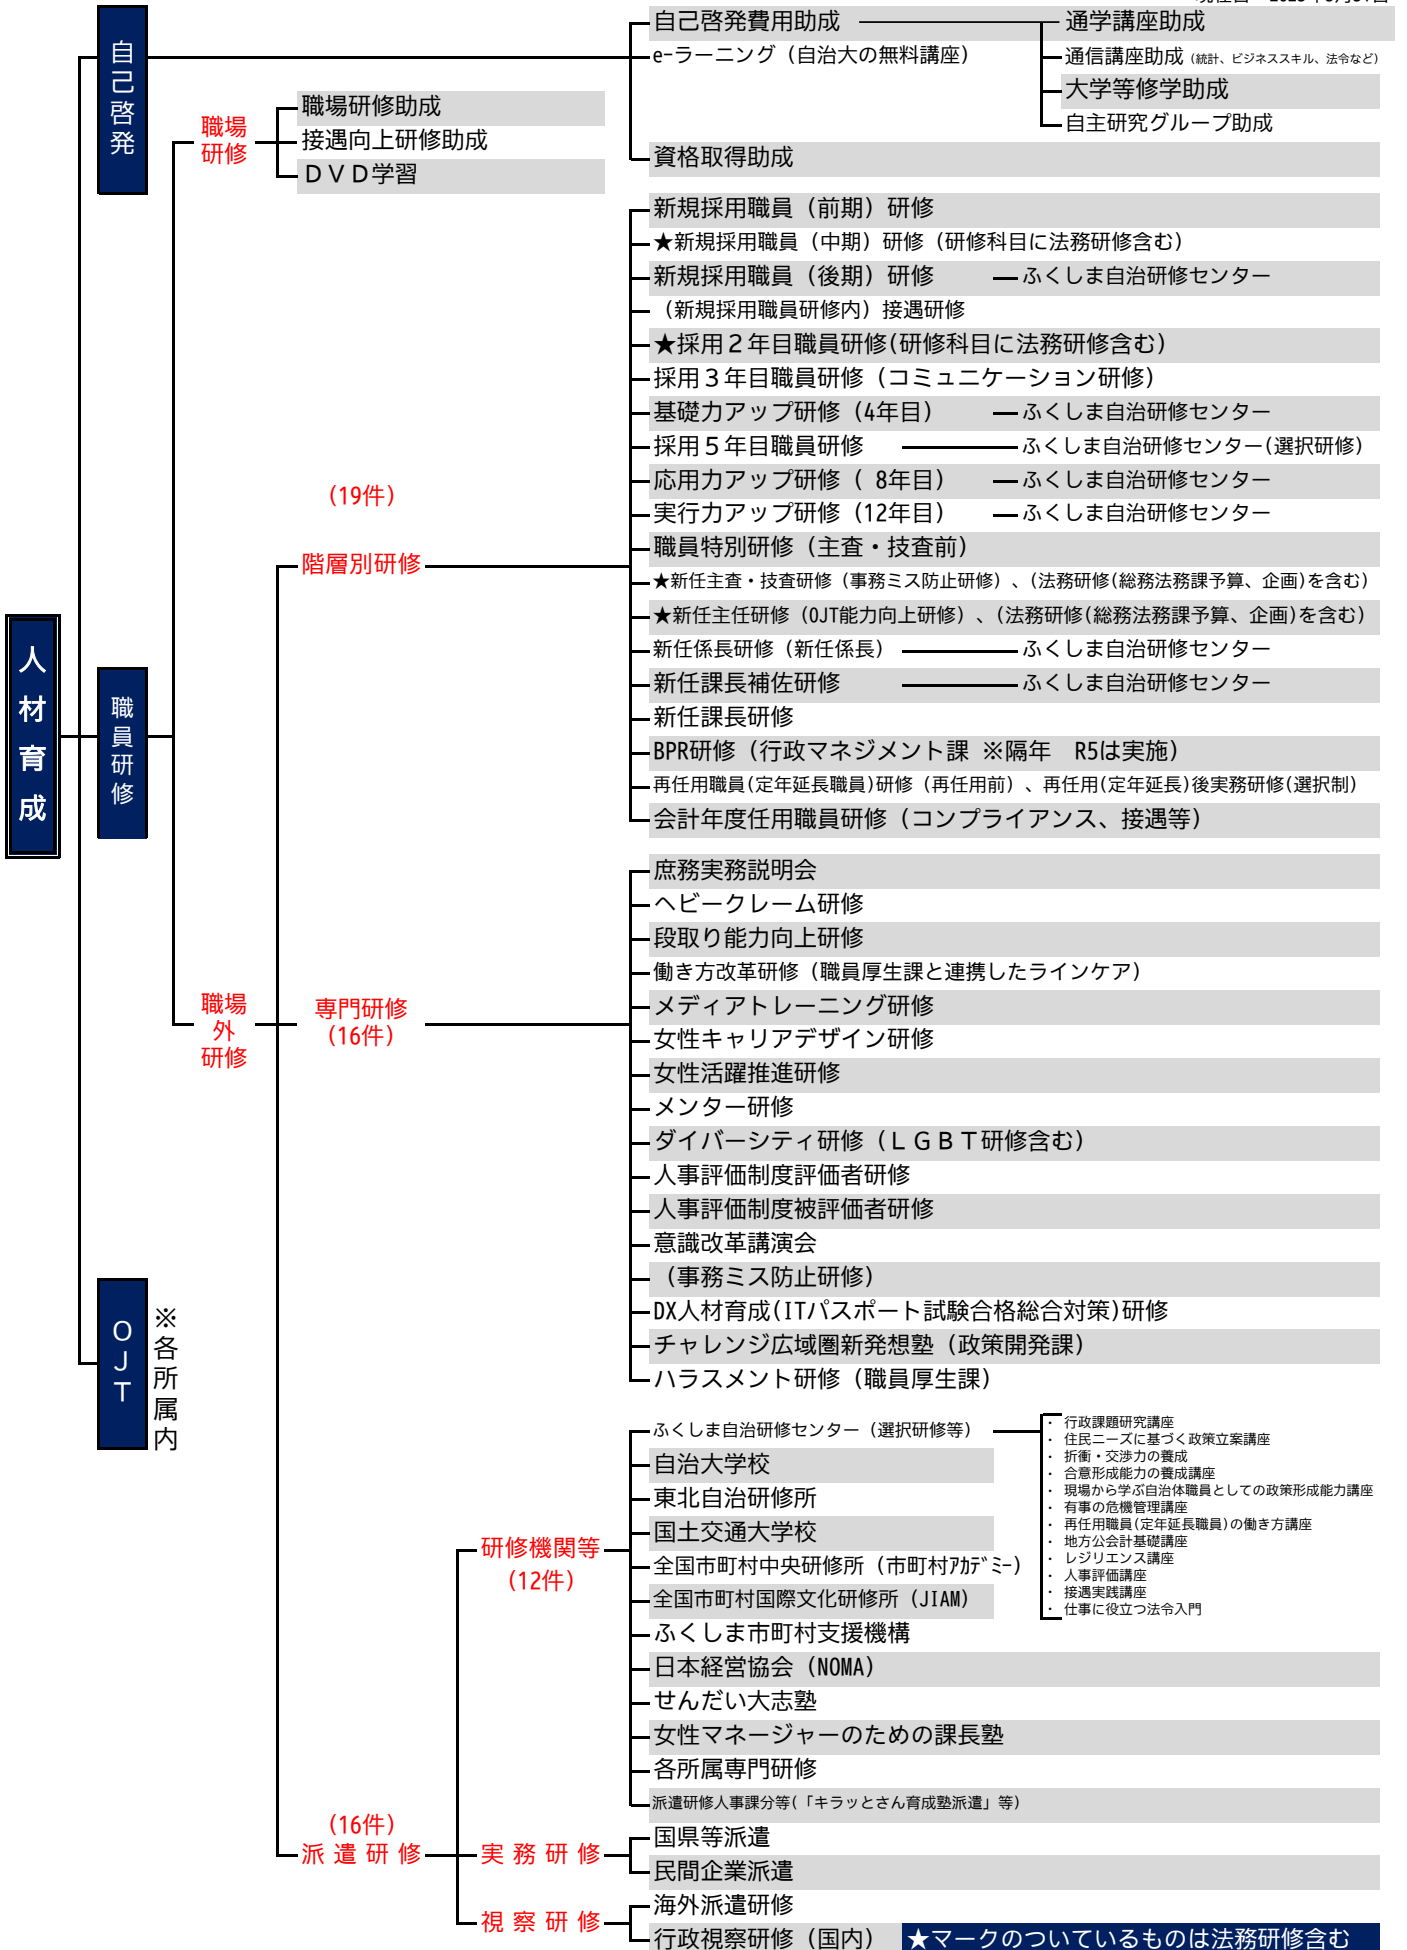 自己啓発
自己啓発費用助成
通学講座助成
e-ラーニング（自治大の無料講座）
通信講座助成（統計、ビジネススキル、法令など）
大学等修学助成
自主研究グループ助成
資格取得助成
職場
研修
職場研修助成
接遇向上研修助成
ＤＶＤ学習
新規採用職員（前期）研修
★新規採用職員（中期）研修（研修科目に法務研修含む）
新規採用職員（後期）研修
ふくしま自治研修センター
（新規採用職員研修内）接遇研修
★採用２年目職員研修(研修科目に法務研修含む)
採用３年目職員研修（コミュニケーション研修）
基礎力アップ研修（4年目）
ふくしま自治研修センター
採用５年目職員研修
ふくしま自治研修センター(選択研修)
(19件)
応用力アップ研修（ 8年目）
ふくしま自治研修センター
実行力アップ研修（12年目）
ふくしま自治研修センター
職員特別研修（主査・技査前）
階層別研修
★新任主査・技査研修（事務ミス防止研修）、（法務研修(総務法務課予算、企画)を含む）
★新任主任研修（OJT能力向上研修）、（法務研修(総務法務課予算、企画)を含む）
新任係長研修（新任係長）
ふくしま自治研修センター
新任課長補佐研修
ふくしま自治研修センター
新任課長研修
BPR研修（行政マネジメント課 ※隔年　R5は実施）
再任用職員(定年延長職員)研修（再任用前）、再任用(定年延長)後実務研修(選択制)
会計年度任用職員研修（コンプライアンス、接遇等）
人材育成
職員研修
庶務実務説明会
ヘビークレーム研修
段取り能力向上研修
働き方改革研修（職員厚生課と連携したラインケア）
メディアトレーニング研修
職場
外
研修
専門研修
(16件)
女性キャリアデザイン研修
女性活躍推進研修
メンター研修
ダイバーシティ研修（ＬＧＢＴ研修含む）
人事評価制度評価者研修
人事評価制度被評価者研修
意識改革講演会
（事務ミス防止研修）
DX人材育成(ITパスポート試験合格総合対策)研修
チャレンジ広域圏新発想塾（政策開発課）
ハラスメント研修（職員厚生課）
ＯＪＴ
※各所属内
ふくしま自治研修センター（選択研修等）
・ 行政課題研究講座
・ 住民ニーズに基づく政策立案講座
・ 折衝・交渉力の養成
・ 合意形成能力の養成講座
・ 現場から学ぶ自治体職員としての政策形成能力講座
・ 有事の危機管理講座
・ 再任用職員(定年延長職員)の働き方講座
・ 地方公会計基礎講座
・ レジリエンス講座
・ 人事評価講座
・ 接遇実践講座
・ 仕事に役立つ法令入門
自治大学校
東北自治研修所
国土交通大学校
研修機関等
(12件)
全国市町村中央研修所（市町村ｱｶﾃﾞﾐｰ）
全国市町村国際文化研修所（JIAM）
ふくしま市町村支援機構
日本経営協会（NOMA）
せんだい大志塾
女性マネージャーのための課長塾
各所属専門研修
派遣研修人事課分等(「キラッとさん育成塾派遣」等)
(16件)
派遣研修
実務研修
国県等派遣
民間企業派遣
視察研修
海外派遣研修
行政視察研修（国内）
★マークのついているものは法務研修含む